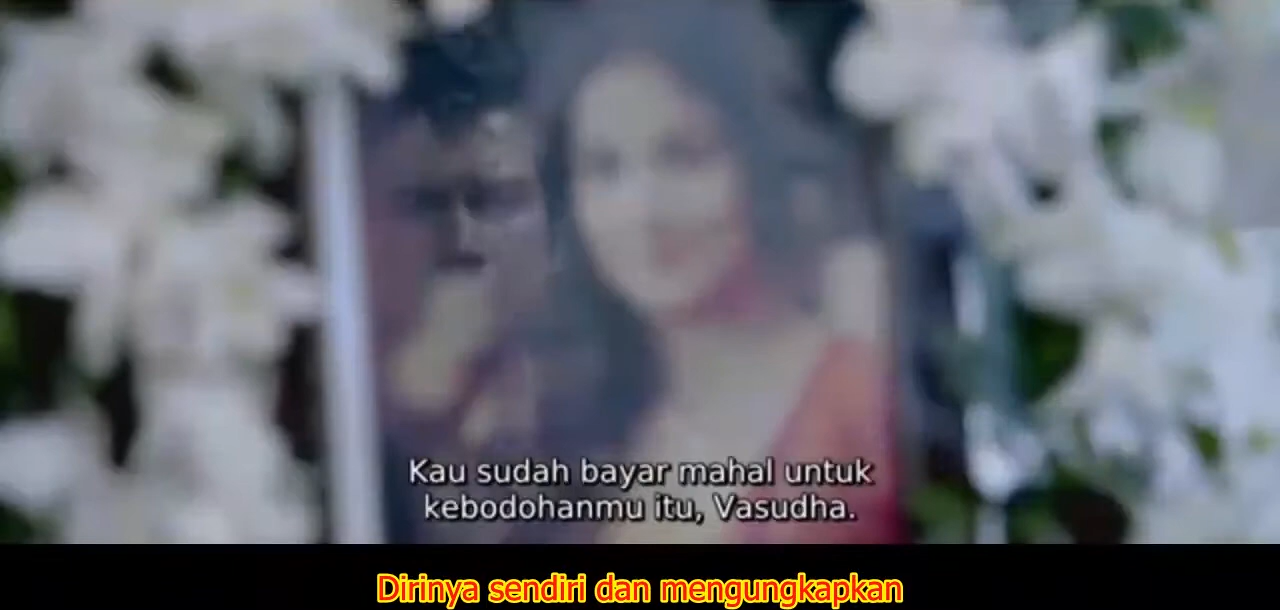 Kau sudah bayar mahal untuk
kebodohanmu itu, Vasudha.
Dirinya sendiri dan mengungkapkan